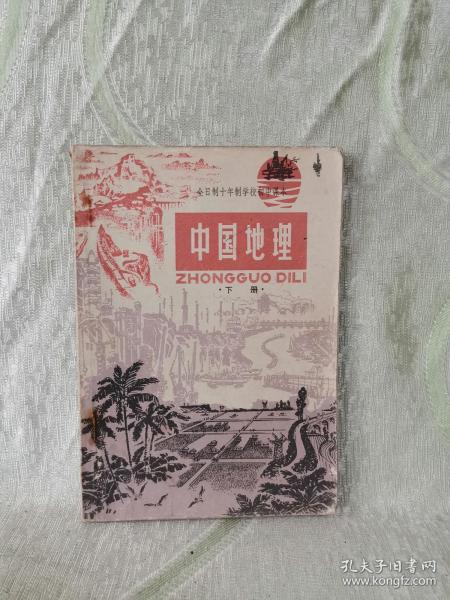 全日制十年制学校初中课本
中国地理
ZHONGGUO DILI
·下册·
孔夫子旧书网
www.kongfz.com